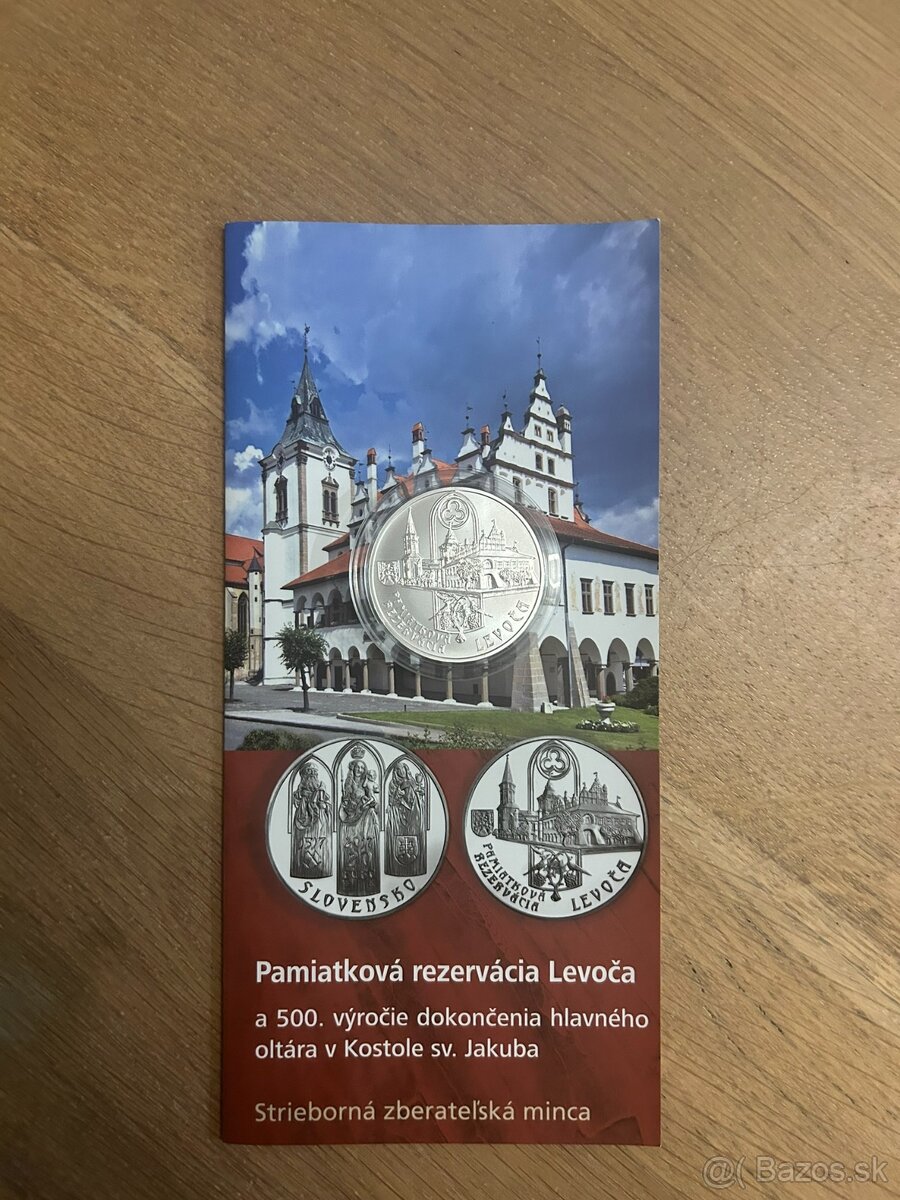 PAMIATKOVÁ
REZERVÁCIA
LEVOČA
SLOVENSKO
PAMIATKOVÁ
REZERVÁCIA
LEVOČA
Pamiatková rezervácia Levoča
a 500. výročie dokončenia hlavného
oltára v Kostole sv. Jakuba
Strieborná zberateľská minca
@( Bazos.sk